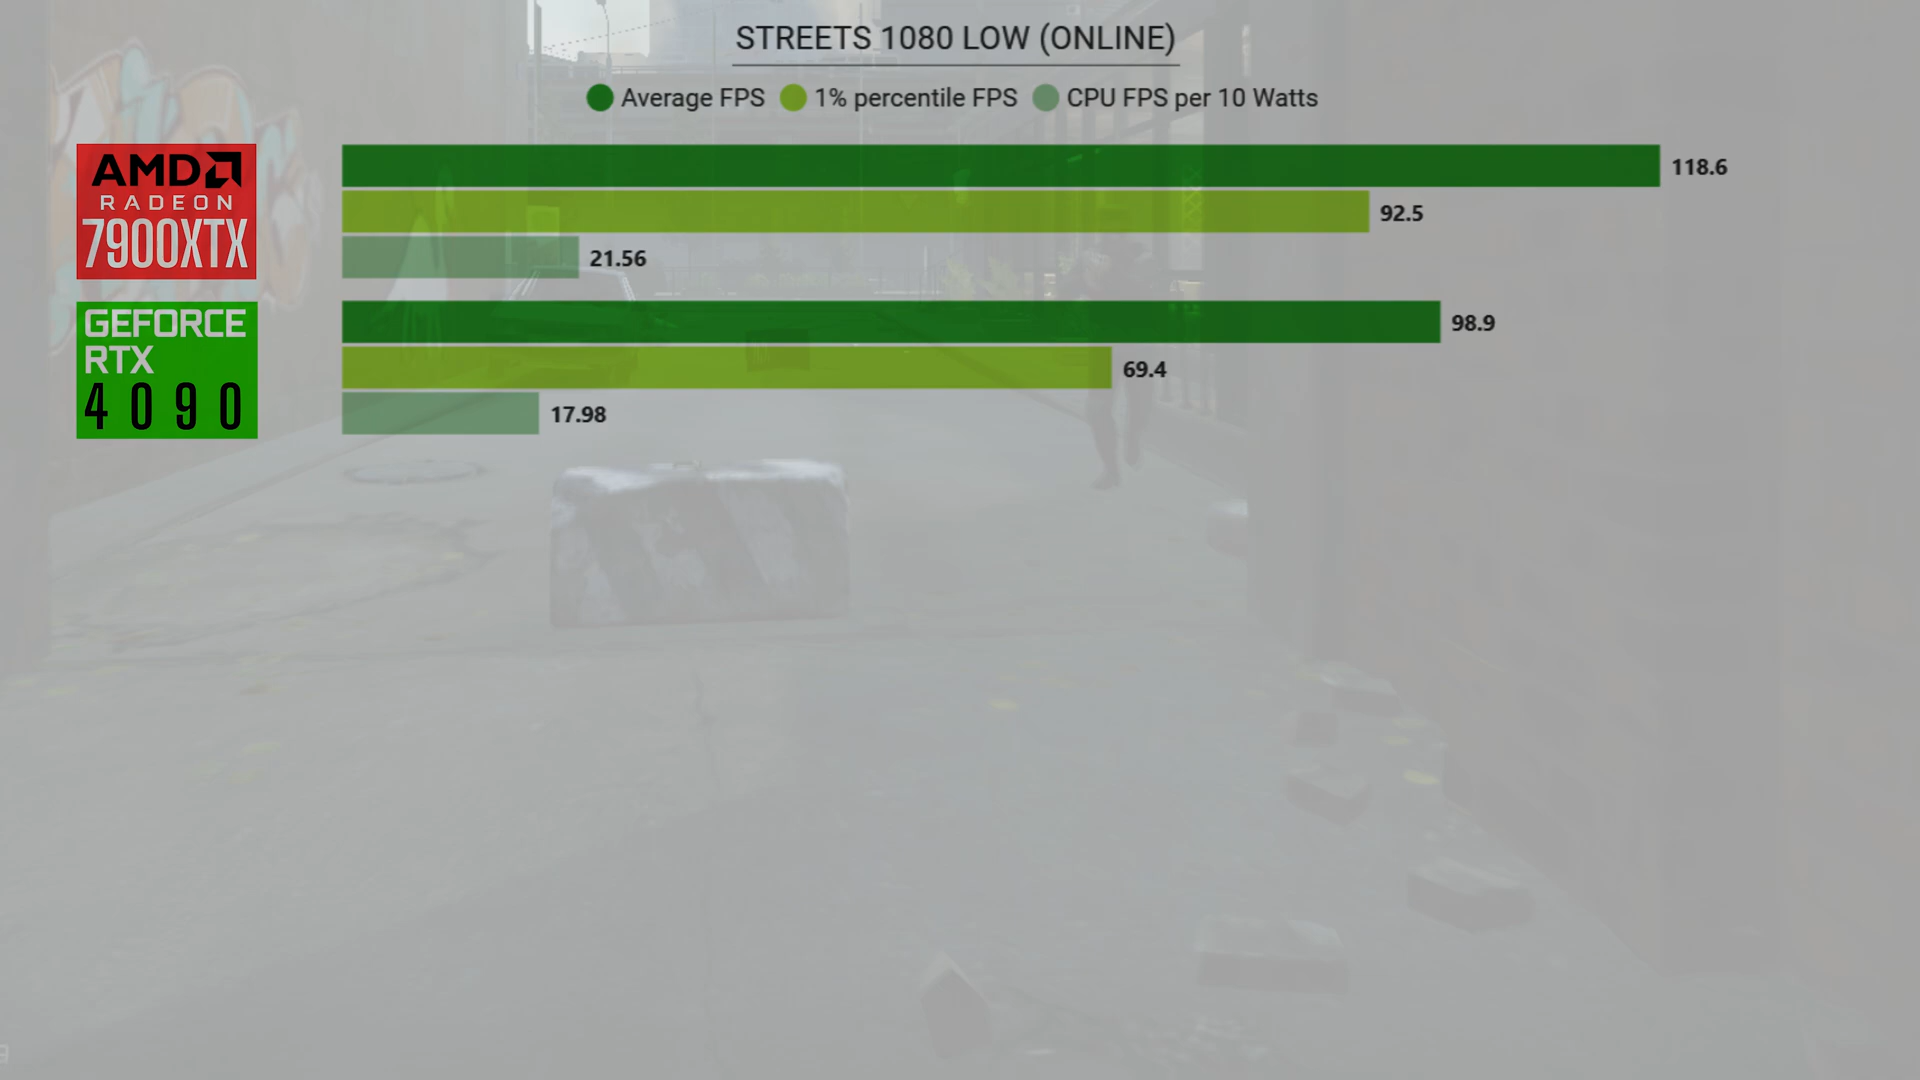 STREETS 1080 LOW (ONLINE)
Average FPS 1% percentile FPS CPU FPS per 10 Watts
AMD
RADEON
7900XTX
118.6
92.5
21.56
GEFORCE
RTX
4090
98.9
69.4
17.98